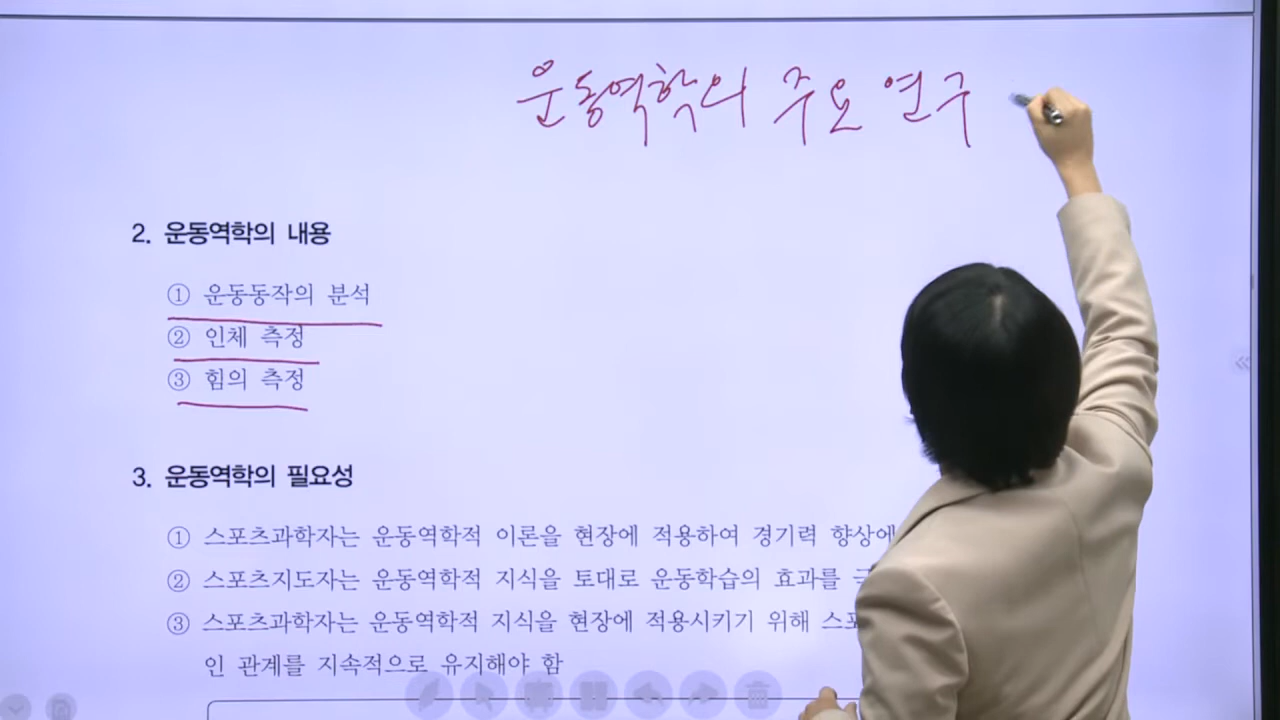 운동역학의 주요 연구
2. 운동역학의 내용
① 운동동작의 분석
② 인체 측정
③ 힘의 측정
3. 운동역학의 필요성
① 스포츠과학자는 운동역학적 이론을 현장에 적용하여 경기력 향상에
② 스포츠지도자는 운동역학적 지식을 토대로 운동학습의 효과를
③ 스포츠과학자는 운동역학적 지식을 현장에 적용시키기 위해
인 관계를 지속적으로 유지해야 함